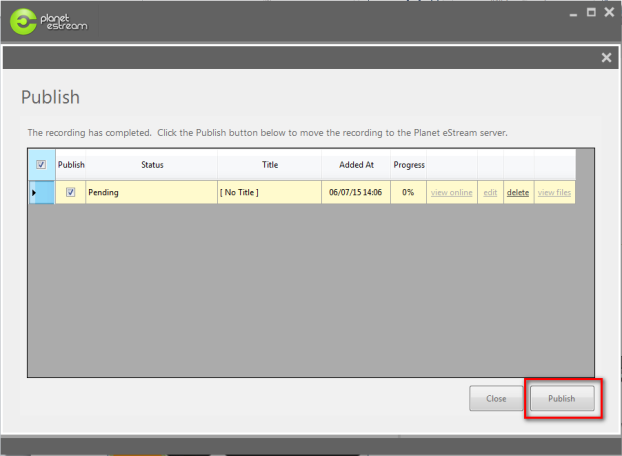 planet
estream
Publish
The recording has completed. Click the Publish button below to move the recording to the Planet eStream server.
Publish Status Title Added At Progress
Pending [ No Title ] 06/07/15 14:06 0% view online edit delete view files
Close Publish